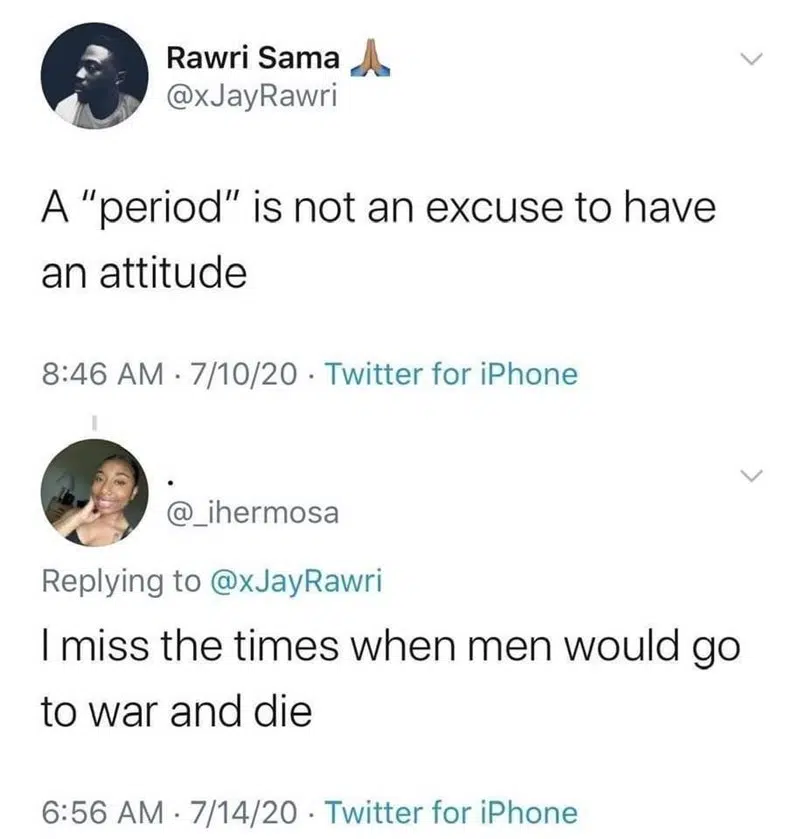 Rawri Sama 🙏🏽
@xJayRawri
A “period” is not an excuse to have
an attitude
8:46 AM · 7/10/20 · Twitter for iPhone
.
@_ihermosa
Replying to @xJayRawri
I miss the times when men would go
to war and die
6:56 AM · 7/14/20 · Twitter for iPhone